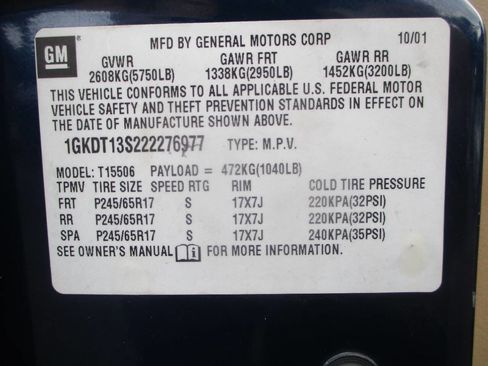 GM
MFD BY GENERAL MOTORS CORP 10/01
GVWR GAWR FRT GAWR RR
2608KG(5750LB) 1338KG(2950LB) 1452KG(3200LB)
THIS VEHICLE CONFORMS TO ALL APPLICABLE U.S. FEDERAL MOTOR
VEHICLE SAFETY AND THEFT PREVENTION STANDARDS IN EFFECT ON
THE DATE OF MANUFACTURE SHOWN ABOVE.
1GKDT13S222276977 TYPE: M.P.V.
MODEL: T15506 PAYLOAD = 472KG(1040LB)
TPMV TIRE SIZE SPEED RTG RIM COLD TIRE PRESSURE
FRT P245/65R17 S 17X7J 220KPA(32PSI)
RR P245/65R17 S 17X7J 220KPA(32PSI)
SPA P245/65R17 S 17X7J 240KPA(35PSI)
SEE OWNER'S MANUAL FOR MORE INFORMATION.